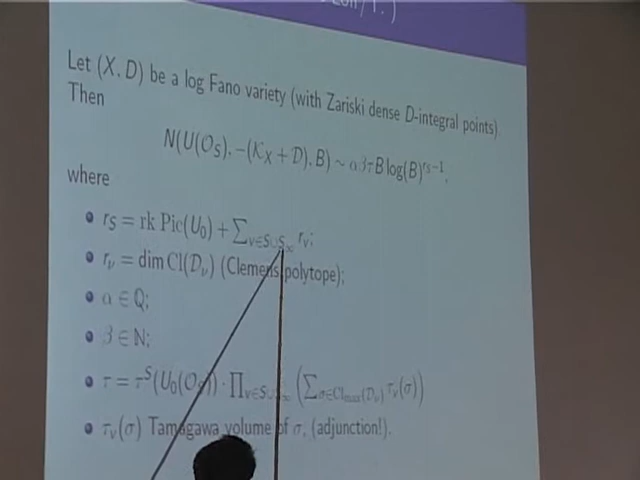 Let (X, D) be a log Fano variety (with Zariski dense D-integral points)
Then
N(U(𝒪_S), −(𝒦_X + 𝒟), B) ~ αβτB log(B)^{r_S−1},
where
• r_S = rk Pic(U_0) + ∑_{v∈S∪S_∞} r_v;
• r_v = dim Cl(D_v) (Clemens polytope);
• α ∈ ℚ;
• β ∈ ℕ;
• τ = τ^S(U_0(𝒪_S)) · ∏_{v∈S∪S_∞} (∑_{σ∈Cl_max(D_v)} τ_v(σ))
• τ_v(σ) Tamagawa volume of σ, (adjunction!).